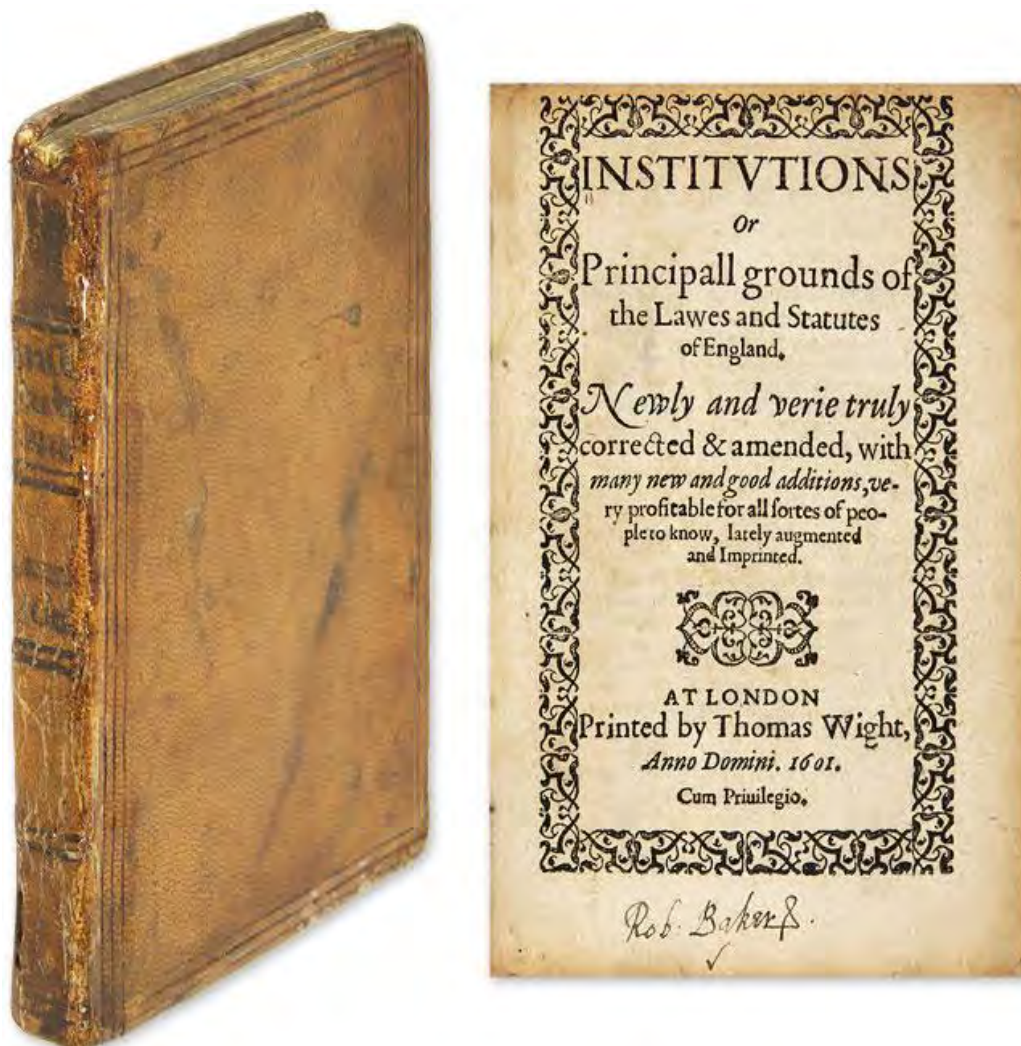 INSTITVTIONS
Or
Principall grounds of
the Lawes and Statutes
of England.
Newly and verie truly
corrected & amended, with
many new and good additions, ve-
ry profitable for all sortes of peo-
ple to know, lately augmented
and Imprinted.
AT LONDON
Printed by Thomas Wight,
Anno Domini. 1601.
Cum Priuilegio.
Rob. Baker